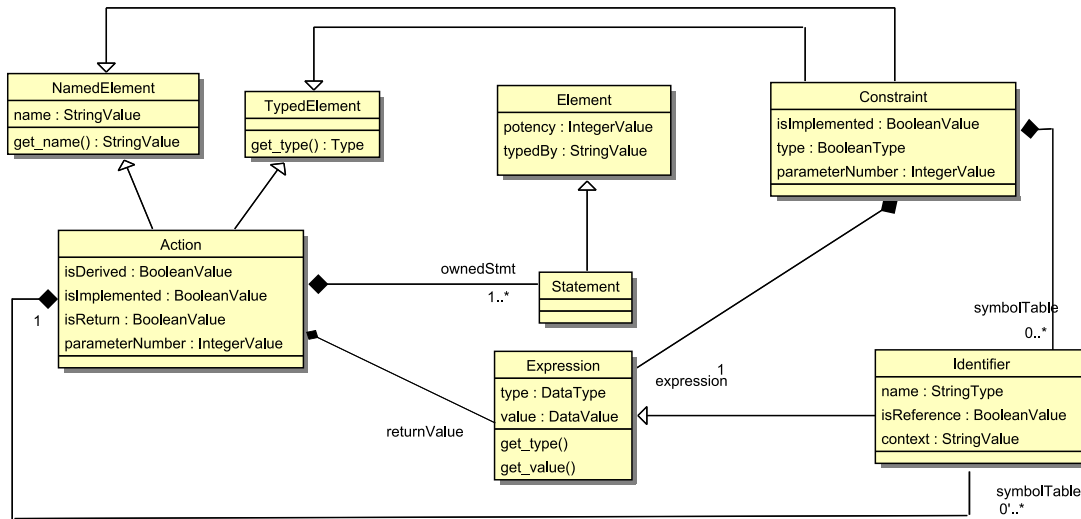 NamedElement
name : StringValue
get_name() : StringValue
TypedElement
get_type() : Type
Element
potency : IntegerValue
typedBy : StringValue
Constraint
isImplemented : BooleanValue
type : BooleanType
parameterNumber : IntegerValue
Action
isDerived : BooleanValue
isImplemented : BooleanValue
isReturn : BooleanValue
parameterNumber : IntegerValue
1
ownedStmt
1..*
Statement
symbolTable
0..*
Expression
type : DataType
value : DataValue
get_type()
get_value()
1
expression
returnValue
Identifier
name : StringType
isReference : BooleanValue
context : StringValue
symbolTable
0'..*